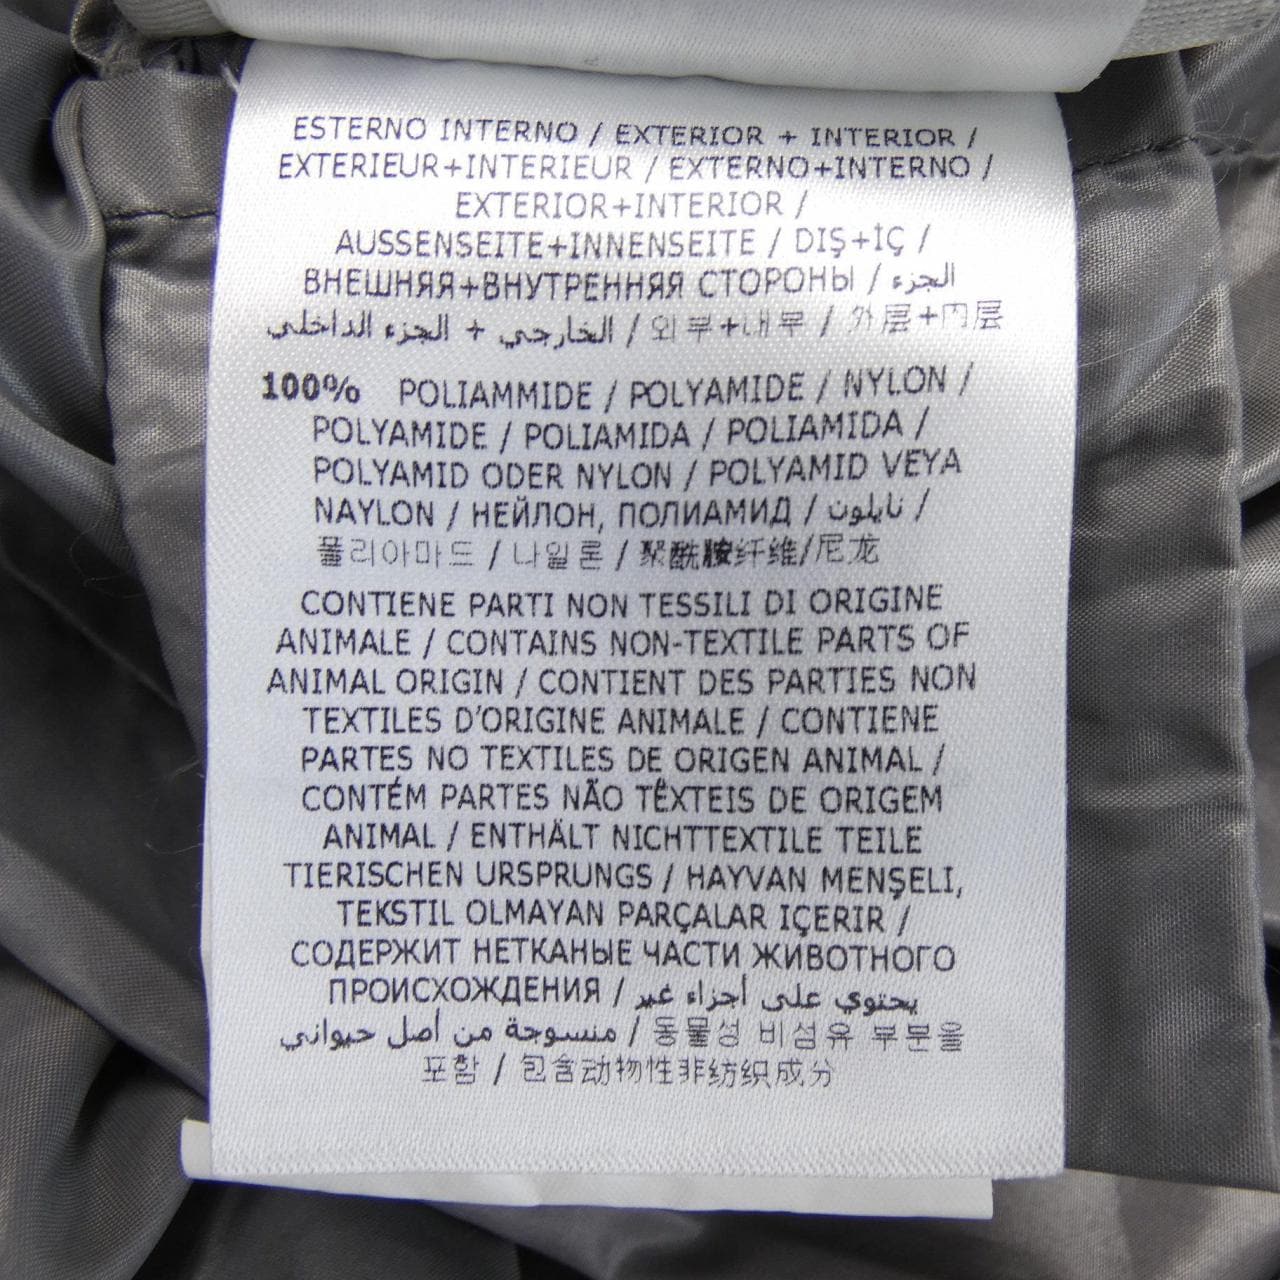 ESTERNO INTERNO / EXTERIOR + INTERIOR /
EXTERIEUR+INTERIEUR / EXTERNO+INTERNO /
EXTERIOR+INTERIOR /
AUSSENSEITE+INNENSEITE / DIŞ+İÇ /
ВНЕШНЯЯ+ВНУТРЕННЯЯ СТОРОНЫ / الجزء
الخارجي + الجزء الداخلي / 외부+내부 / 外层+内层
100% POLIAMMIDE / POLYAMIDE / NYLON /
POLYAMIDE / POLIAMIDA / POLIAMIDA /
POLYAMID ODER NYLON / POLYAMID VEYA
NAYLON / НЕЙЛОН, ПОЛИАМИД / نايلون /
폴리아마드 / 나일론 / 聚酰胺纤维/尼龙
CONTIENE PARTI NON TESSILI DI ORIGINE
ANIMALE / CONTAINS NON-TEXTILE PARTS OF
ANIMAL ORIGIN / CONTIENT DES PARTIES NON
TEXTILES D'ORIGINE ANIMALE / CONTIENE
PARTES NO TEXTILES DE ORIGEN ANIMAL /
CONTÉM PARTES NÃO TÊXTEIS DE ORIGEM
ANIMAL / ENTHÄLT NICHTTEXTILE TEILE
TIERISCHEN URSPRUNGS / HAYVAN MENŞELI,
TEKSTIL OLMAYAN PARÇALAR IÇERIR /
СОДЕРЖИТ НЕТКАНЫЕ ЧАСТИ ЖИВОТНОГО
ПРОИСХОЖДЕНИЯ / يحتوي على أجزاء غير
منسوجة من أصل حيواني / 동물성 비섬유 부분을
포함 / 包含动物性非纺织成分